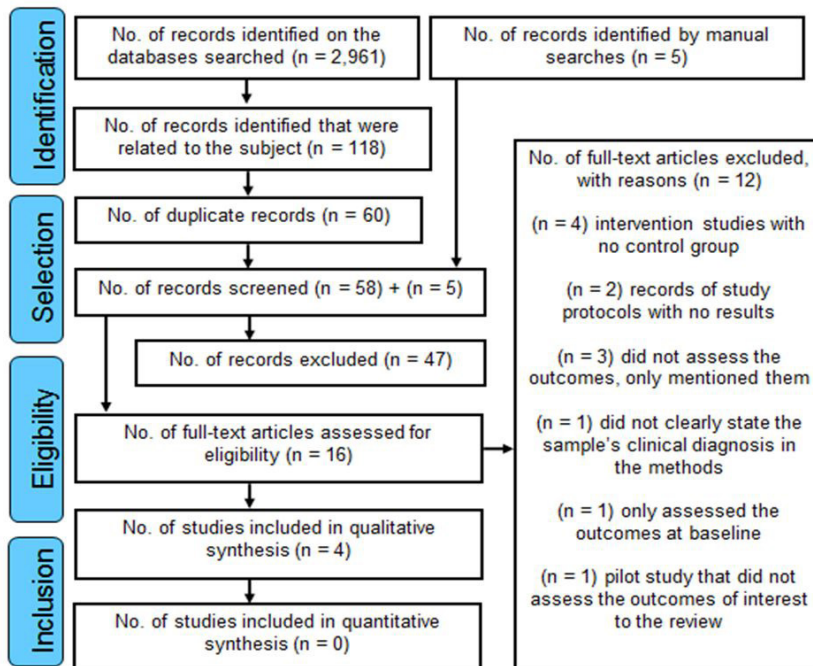 Identification
No. of records identified on the
databases searched (n = 2,961)
No. of records identified by manual
searches (n = 5)
No. of records identified that were
related to the subject (n = 118)
Selection
No. of duplicate records (n = 60)
No. of records screened (n = 58) + (n = 5)
No. of records excluded (n = 47)
Eligibility
No. of full-text articles assessed for
eligibility (n = 16)
No. of full-text articles excluded,
with reasons (n = 12)
(n = 4) intervention studies with
no control group
(n = 2) records of study
protocols with no results
(n = 3) did not assess the
outcomes, only mentioned them
(n = 1) did not clearly state the
sample's clinical diagnosis in
the methods
(n = 1) only assessed the
outcomes at baseline
(n = 1) pilot study that did not
assess the outcomes of interest
to the review
Inclusion
No. of studies included in qualitative
synthesis (n = 4)
No. of studies included in quantitative
synthesis (n = 0)